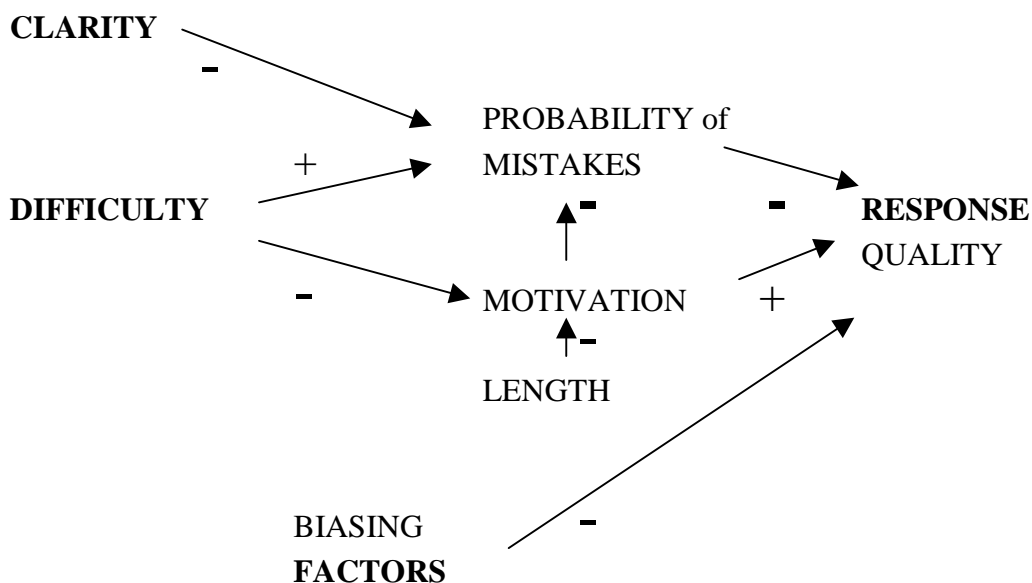 CLARITY
-
PROBABILITY of
MISTAKES
+
DIFFICULTY
-
-
RESPONSE
QUALITY
-
MOTIVATION
+
-
LENGTH
BIASING
FACTORS
-